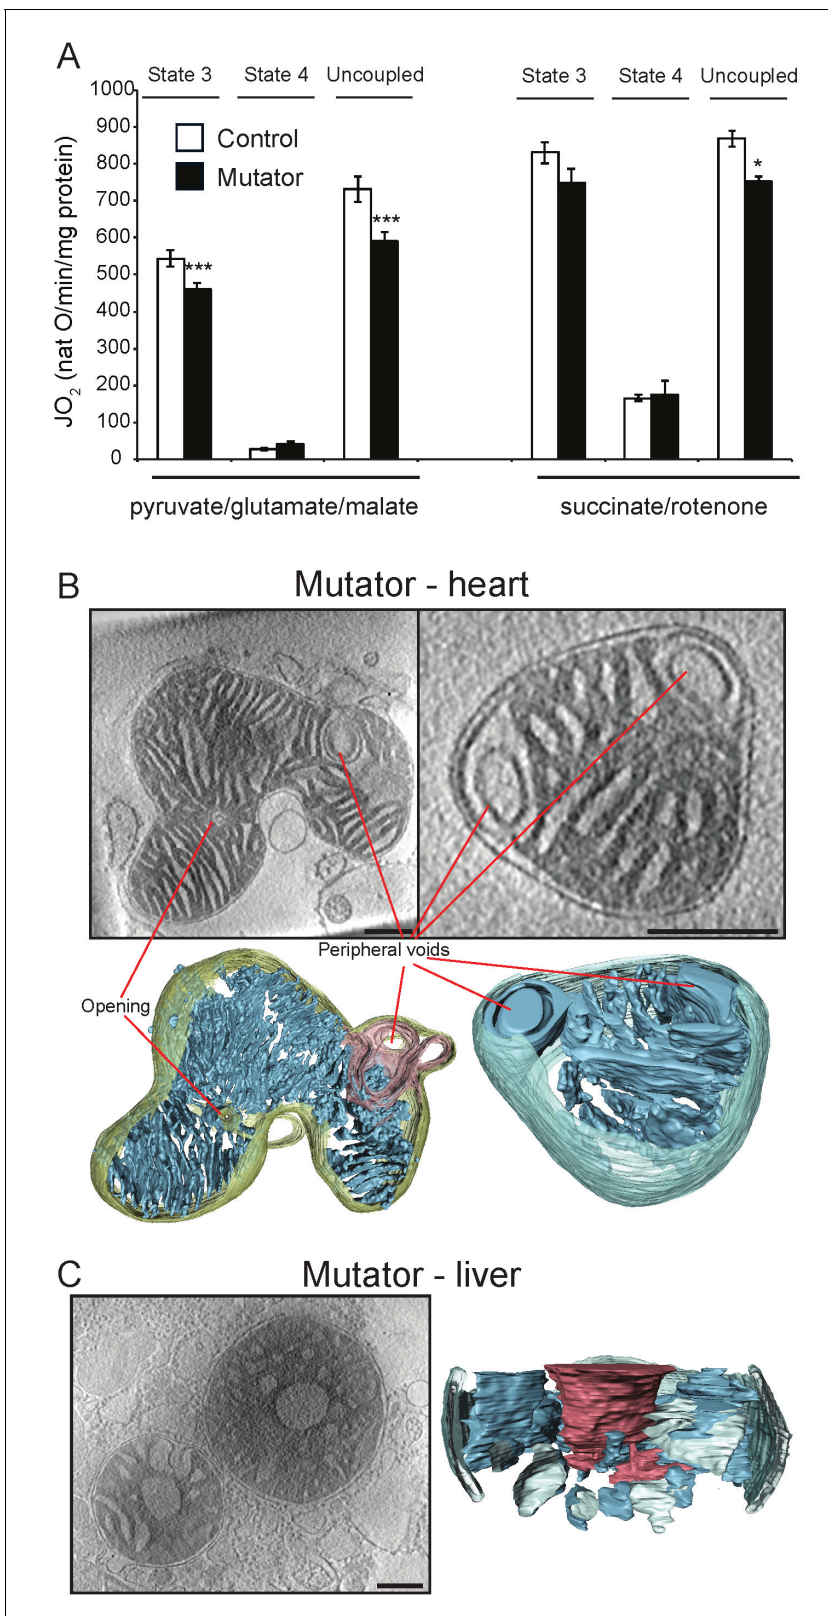 A
State 3 State 4 Uncoupled State 3 State 4 Uncoupled
1000
900
800
700
600
500
400
300
200
100
0
JO2 (nat O/min/mg protein)
Control
Mutator
*** *** *
pyruvate/glutamate/malate succinate/rotenone
B Mutator - heart
Peripheral voids
Opening
C Mutator - liver